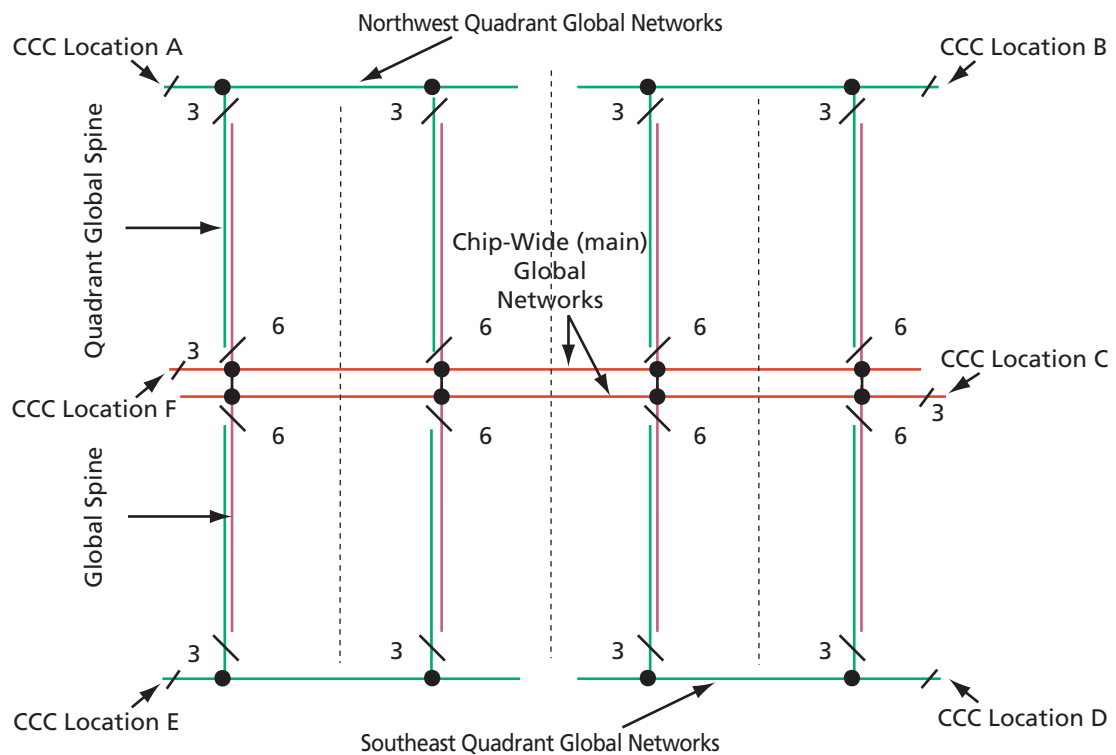 Northwest Quadrant Global Networks
CCC Location A
CCC Location B
3
3
3
3
Quadrant Global Spine
Chip-Wide (main)
Global
Networks
6
6
6
6
3
CCC Location F
CCC Location C
3
6
6
6
6
Global Spine
3
3
3
3
CCC Location E
CCC Location D
Southeast Quadrant Global Networks